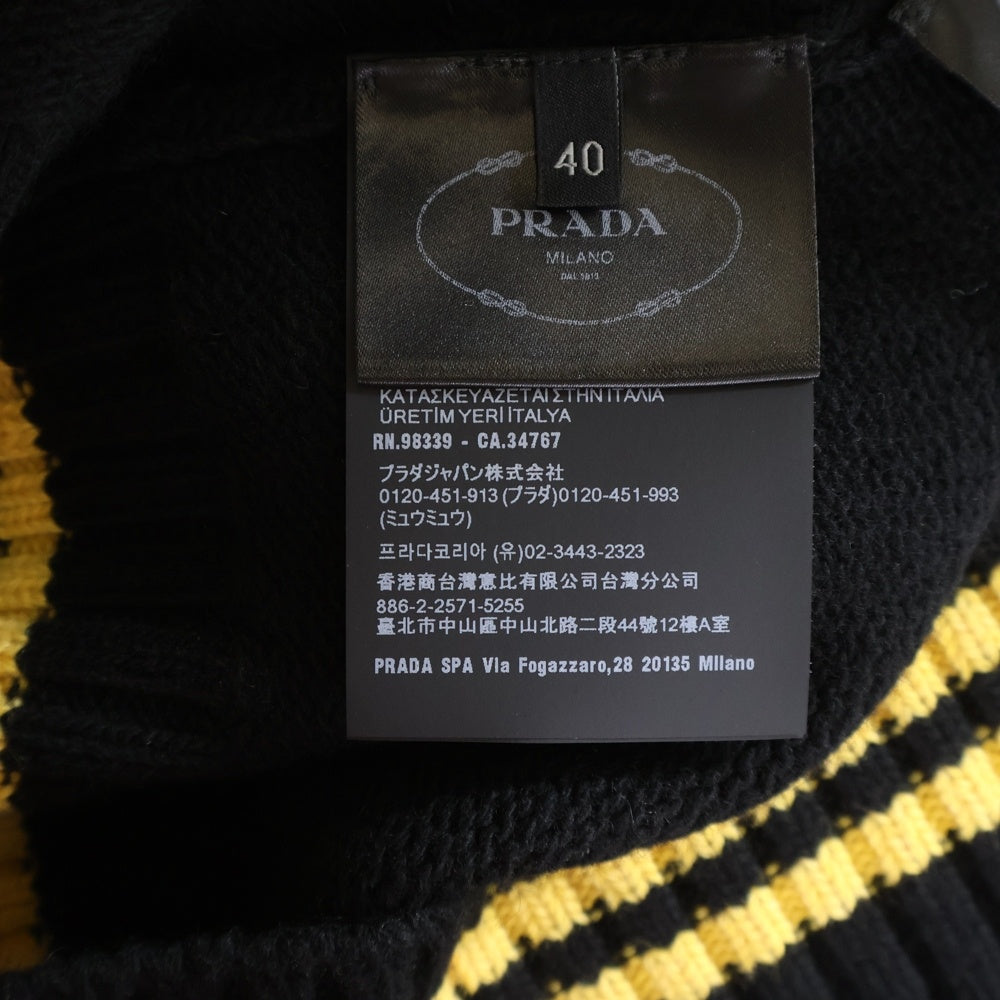 40
PRADA
MILANO
DAL 1913
ΚΑΤΑΣΚΕΥΑΖΕΤΑΙ ΣΤΗΝ ΙΤΑΛΙΑ
ÜRETİM YERİ İTALYA
RN.98339 - CA.34767
プラダジャパン株式会社
0120-451-913 (プラダ)0120-451-993
(ミュウミュウ)
프라다코리아 (유)02-3443-2323
香港商台灣惠比有限公司台灣分公司
886-2-2571-5255
臺北市中山區中山北路二段44號12樓A室
PRADA SPA Via Fogazzaro,28 20135 Milano